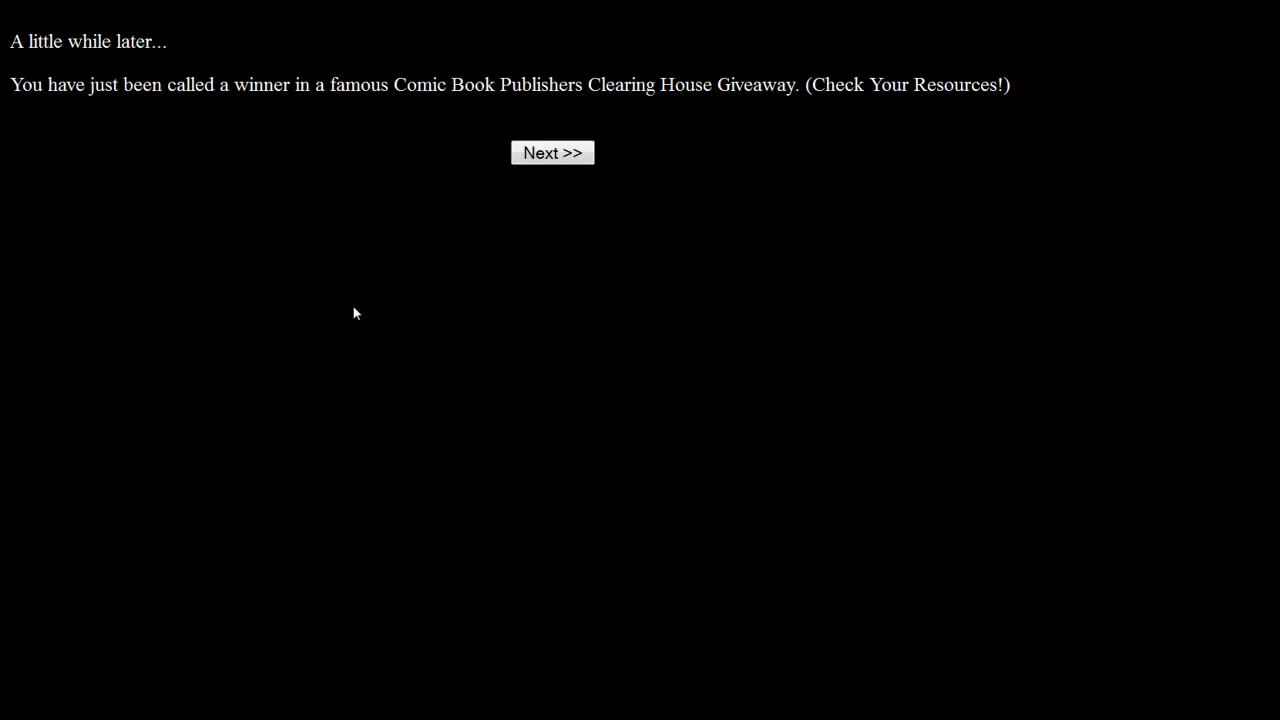 A little while later...
You have just been called a winner in a famous Comic Book Publishers Clearing House Giveaway. (Check Your Resources!)
Next >>